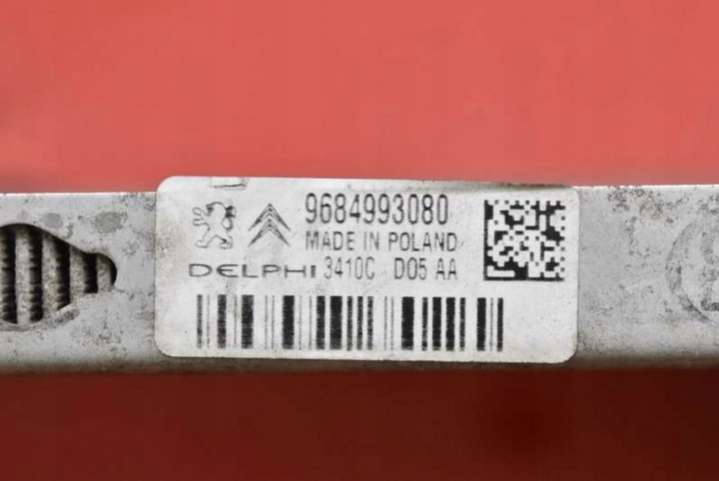 9684993080
MADE IN POLAND
DELPHI 3410C D05 AA